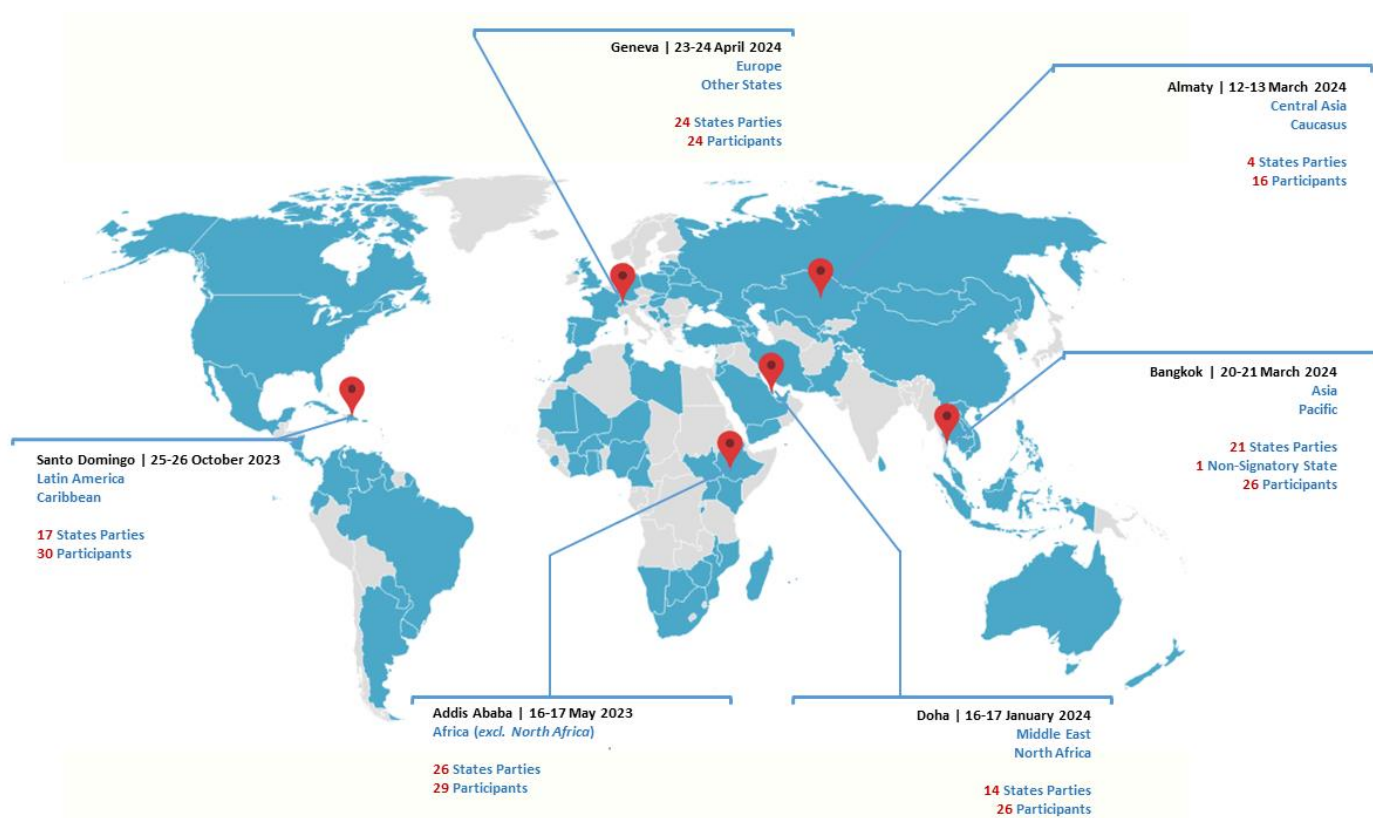 Geneva | 23-24 April 2024
Europe
Other States
24 States Parties
24 Participants
Almaty | 12-13 March 2024
Central Asia
Caucasus
4 States Parties
16 Participants
Bangkok | 20-21 March 2024
Asia
Pacific
21 States Parties
1 Non-Signatory State
26 Participants
Santo Domingo | 25-26 October 2023
Latin America
Caribbean
17 States Parties
30 Participants
Addis Ababa | 16-17 May 2023
Africa (excl. North Africa)
26 States Parties
29 Participants
Doha | 16-17 January 2024
Middle East
North Africa
14 States Parties
26 Participants